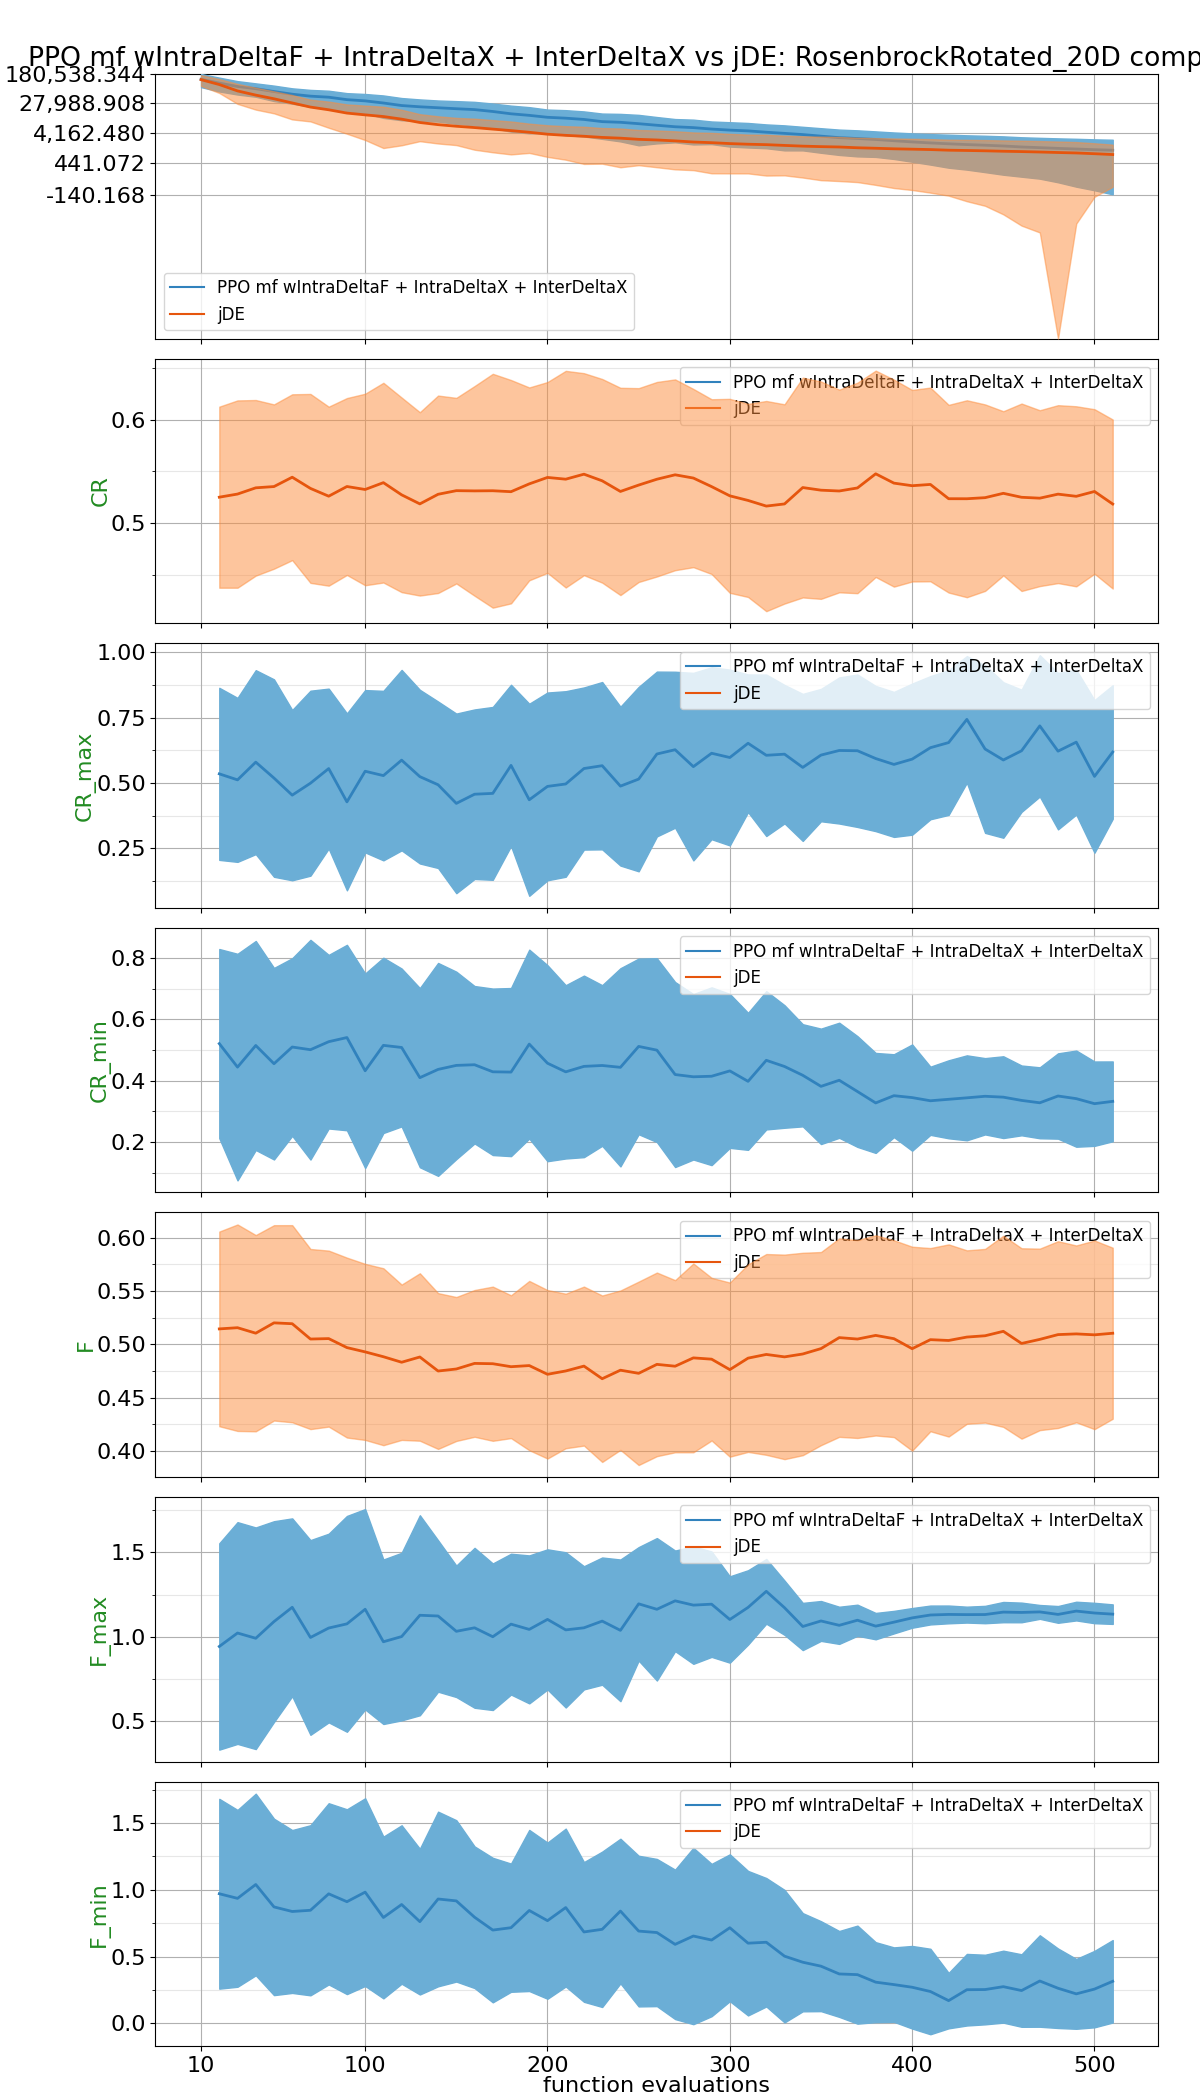 PPO mf wIntraDeltaF + IntraDeltaX + InterDeltaX vs jDE: RosenbrockRotated_20D comp
180,538.344
27,988.908
4,162.480
441.072
-140.168
PPO mf wIntraDeltaF + IntraDeltaX + InterDeltaX
jDE
CR
0.6
0.5
PPO mf wIntraDeltaF + IntraDeltaX + InterDeltaX
jDE
CR_max
1.00
0.75
0.50
0.25
PPO mf wIntraDeltaF + IntraDeltaX + InterDeltaX
jDE
CR_min
0.8
0.6
0.4
0.2
PPO mf wIntraDeltaF + IntraDeltaX + InterDeltaX
jDE
F
0.60
0.55
0.50
0.45
0.40
PPO mf wIntraDeltaF + IntraDeltaX + InterDeltaX
jDE
F_max
1.5
1.0
0.5
PPO mf wIntraDeltaF + IntraDeltaX + InterDeltaX
jDE
F_min
1.5
1.0
0.5
0.0
PPO mf wIntraDeltaF + IntraDeltaX + InterDeltaX
jDE
10 100 200 300 400 500
function evaluations